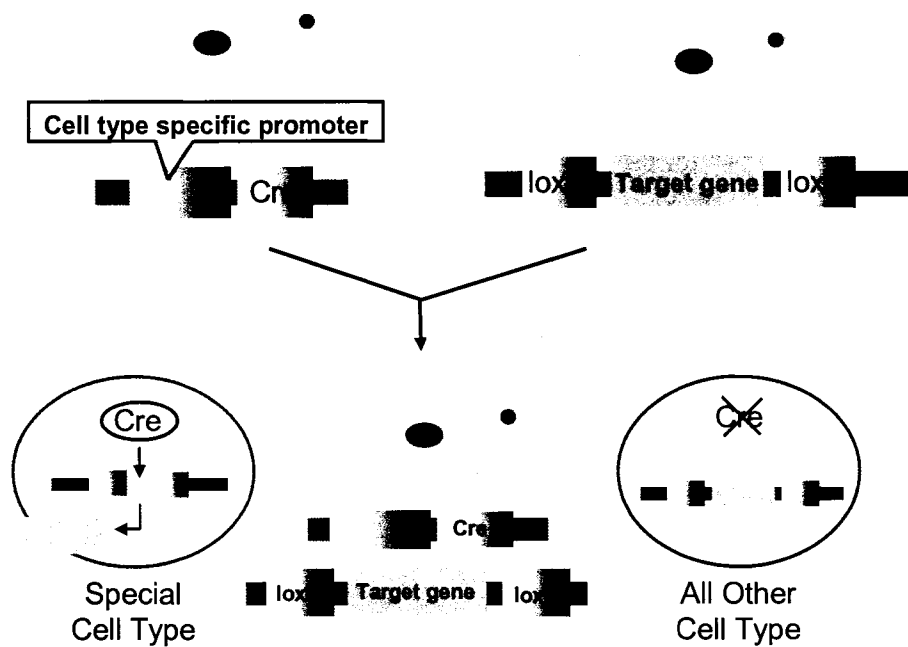 Cell type specific promoter
Cre
lox
Target gene
lox
Cre
Cre
Cre
lox
Target gene
lox
Special
Cell Type
All Other
Cell Type